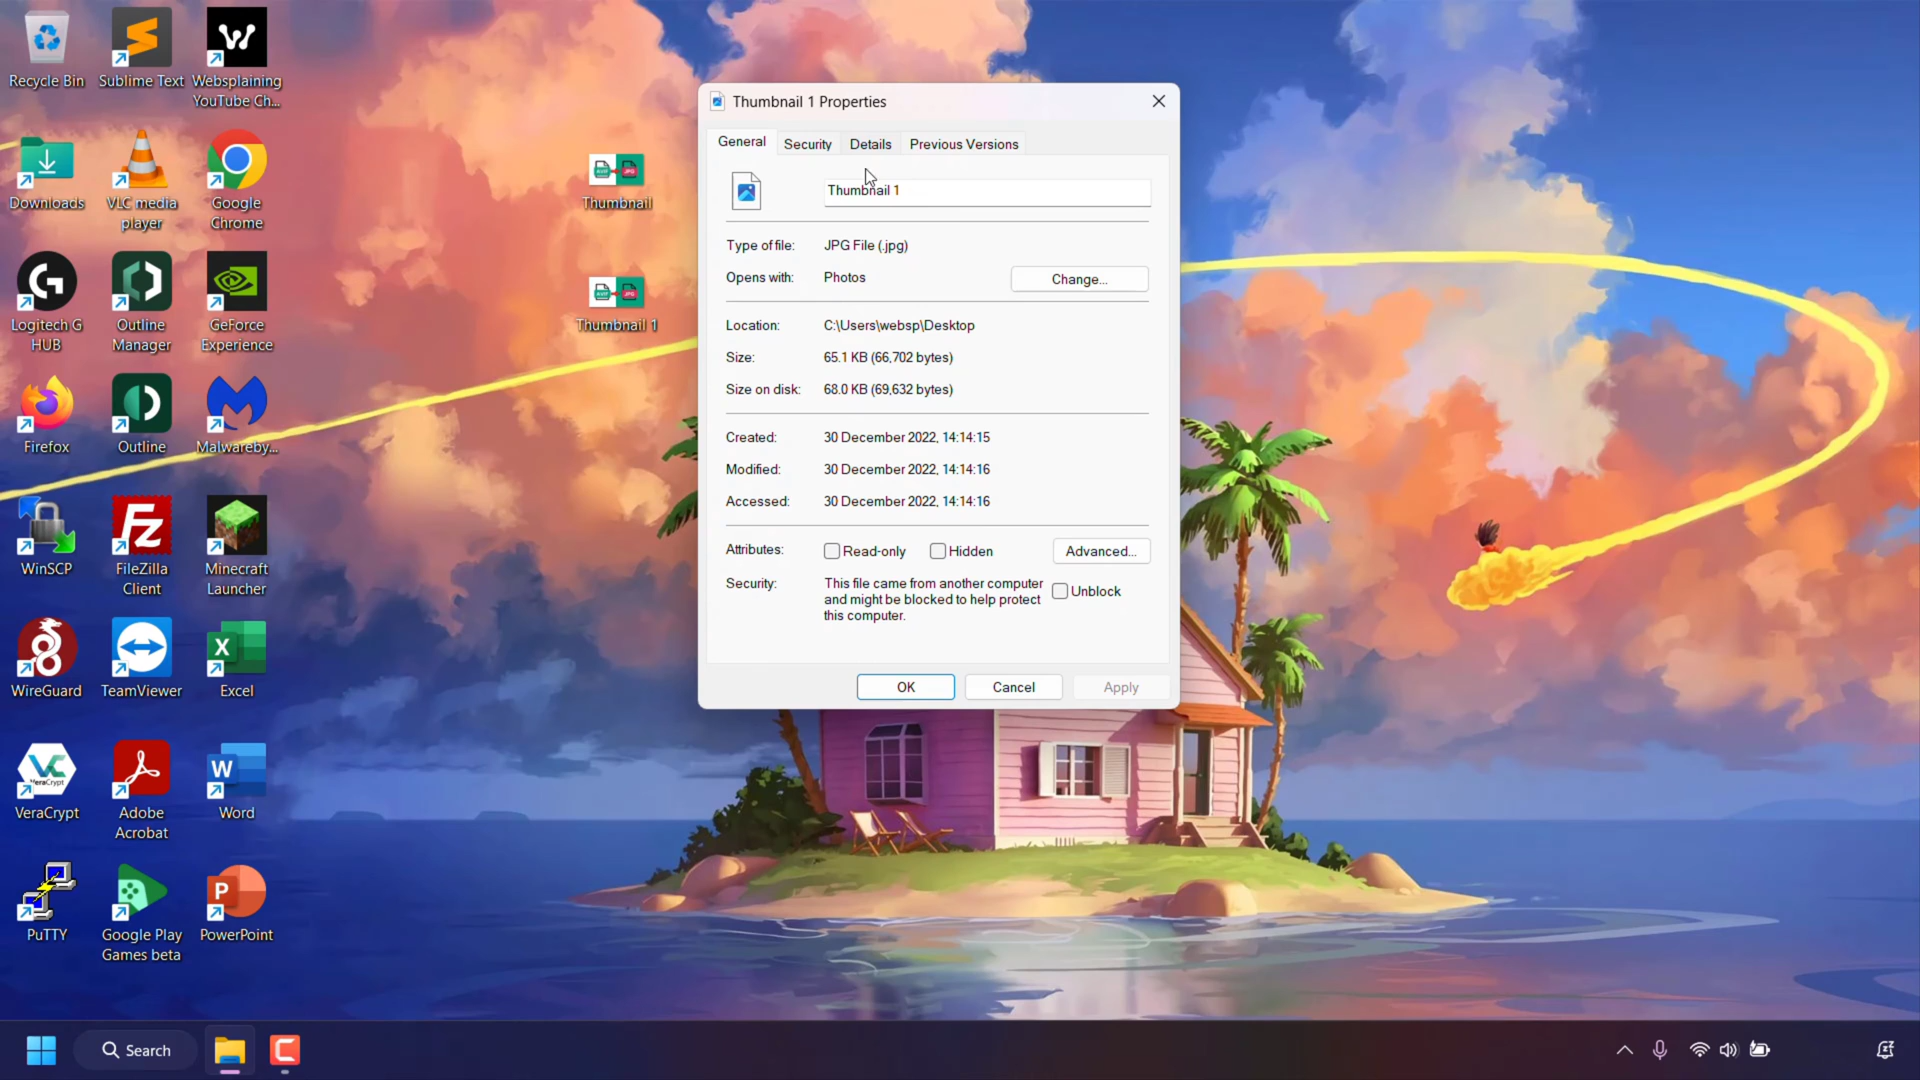 Recycle Bin
Sublime Text
Websplaining
YouTube Ch...
Downloads
VLC media
player
Google
Chrome
Logitech G
HUB
Outline
Manager
GeForce
Experience
Firefox
Outline
Malwareby...
WinSCP
FileZilla
Client
Minecraft
Launcher
WireGuard
TeamViewer
Excel
VeraCrypt
Adobe
Acrobat
Word
PuTTY
Google Play
Games beta
PowerPoint
Thumbnail
Thumbnail 1
Thumbnail 1 Properties
General Security Details Previous Versions
Thumbnail 1
Type of file: JPG File (.jpg)
Opens with: Photos Change...
Location: C:\Users\websp\Desktop
Size: 65.1 KB (66,702 bytes)
Size on disk: 68.0 KB (69,632 bytes)
Created: 30 December 2022, 14:14:15
Modified: 30 December 2022, 14:14:16
Accessed: 30 December 2022, 14:14:16
Attributes: Read-only Hidden Advanced...
Security: This file came from another computer
and might be blocked to help protect
this computer.
Unblock
OK Cancel Apply
Search